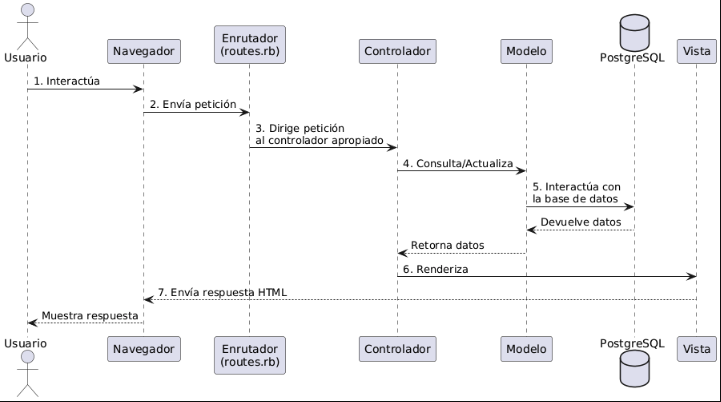 Usuario
Navegador
Enrutador
(routes.rb)
Controlador
Modelo
PostgreSQL
Vista
1. Interactúa
2. Envía petición
3. Dirige petición
al controlador apropiado
4. Consulta/Actualiza
5. Interactúa con
la base de datos
Devuelve datos
Retorna datos
6. Renderiza
7. Envía respuesta HTML
Muestra respuesta
Usuario
Navegador
Enrutador
(routes.rb)
Controlador
Modelo
PostgreSQL
Vista